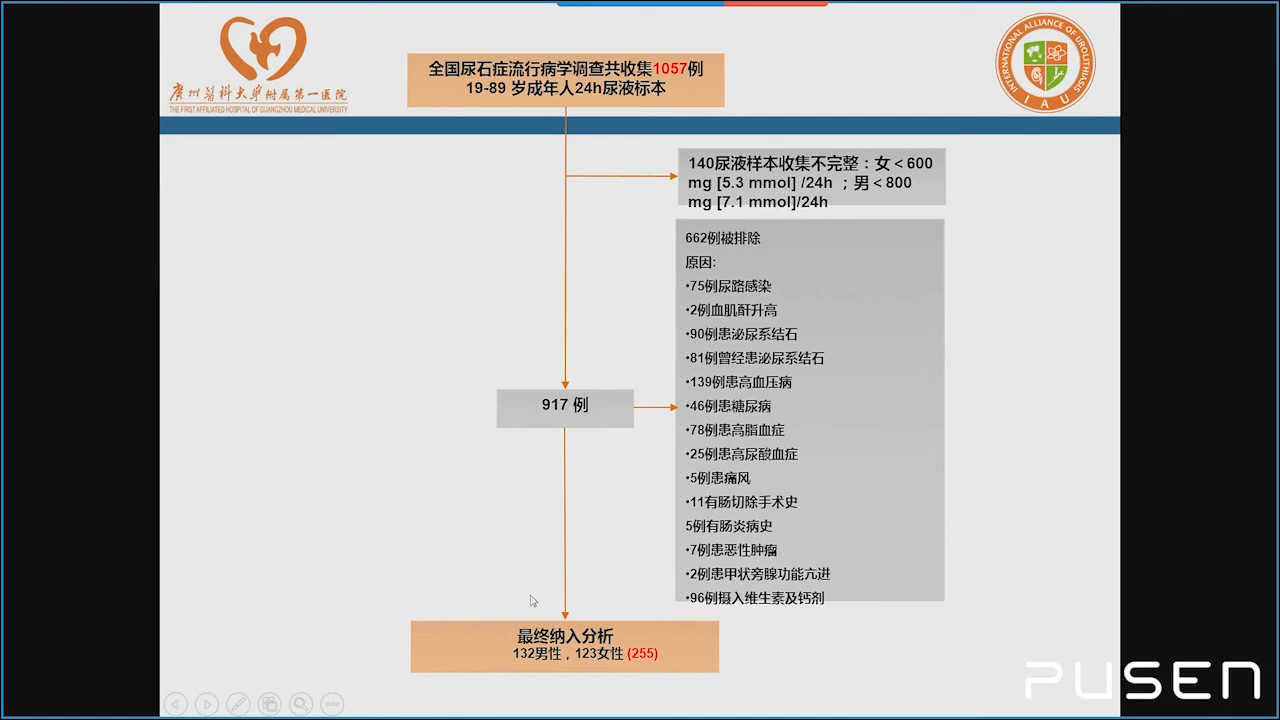 廣州醫科大學附属第一医院
THE FIRST AFFILIATED HOSPITAL OF GUANGZHOU MEDICAL UNIVERSITY
INTERNATIONAL ALLIANCE OF UROLITHIASIS
I A U
全国尿石症流行病学调查共收集1057例
19-89 岁成年人24h尿液标本
140尿液样本收集不完整：女＜600
mg [5.3 mmol] /24h ；男＜800
mg [7.1 mmol]/24h
662例被排除
原因:
•75例尿路感染
•2例血肌酐升高
•90例患泌尿系结石
•81例曾经患泌尿系结石
•139例患高血压病
•46例患糖尿病
•78例患高脂血症
•25例患高尿酸血症
•5例患痛风
•11有肠切除手术史
5例有肠炎病史
•7例患恶性肿瘤
•2例患甲状旁腺功能亢进
•96例摄入维生素及钙剂
917 例
最终纳入分析
132男性，123女性 (255)
PUSEN